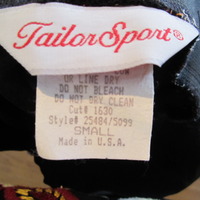 TailorSport®
OR LINE DRY
DO NOT BLEACH
DO NOT DRY CLEAN
Cut# 1630
Style# 25484/5099
SMALL
Made in U.S.A.